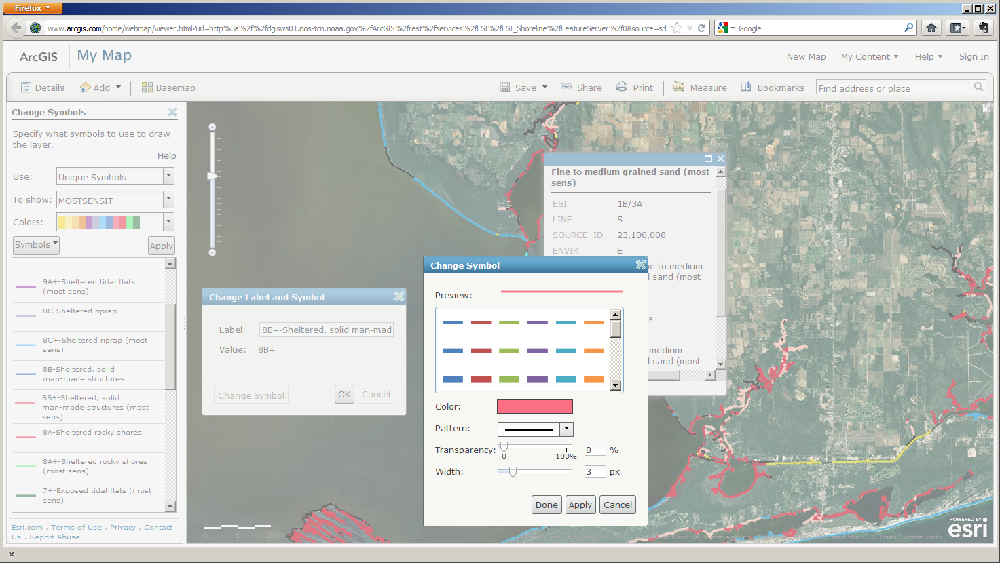 Firefox
www.arcgis.com/home/webmap/viewer.html?url=http%3a%2f%2fdgisws01.nos-tcn.noaa.gov%2fArcGIS%2frest%2fservices%2fESI%2fESI_Shoreline%2fFeatureServer%2f0&source=sd
Google
ArcGIS
My Map
New Map
My Content
Help
Sign In
Details
Add
Basemap
Save
Share
Print
Measure
Bookmarks
Find address or place
Change Symbols
Specify what symbols to use to draw
the layer.
Help
Use:
Unique Symbols
To show:
MOSTSENSIT
Colors:
Symbols
Apply
9A+-Sheltered tidal flats
(most sens)
8C-Sheltered riprap
8C+-Sheltered riprap (most
sens)
8B-Sheltered, solid
man-made structures
8B+-Sheltered, solid
man-made structures (most
sens)
8A-Sheltered rocky shores
8A+-Sheltered rocky shores
(most sens)
7+-Exposed tidal flats (most
sens)
Esri.com . Terms of Use . Privacy . Contact
Us . Report Abuse
Fine to medium grained sand (most
sens)
ESI 1B/3A
LINE S
SOURCE_ID 23,100,008
ENVIR E
ne to medium-
sand (most
s
medium
sand (most
Change Label and Symbol
Label:
8B+-Sheltered, solid man-mad
Value: 8B+
Change Symbol
OK
Cancel
Change Symbol
Preview:
Color:
Pattern:
Transparency:
0
100%
0 %
Width:
3 px
Done
Apply
Cancel
0 1 2mi
GeoEye, Getmapping,
and the GIS User Community
POWERED BY
esri